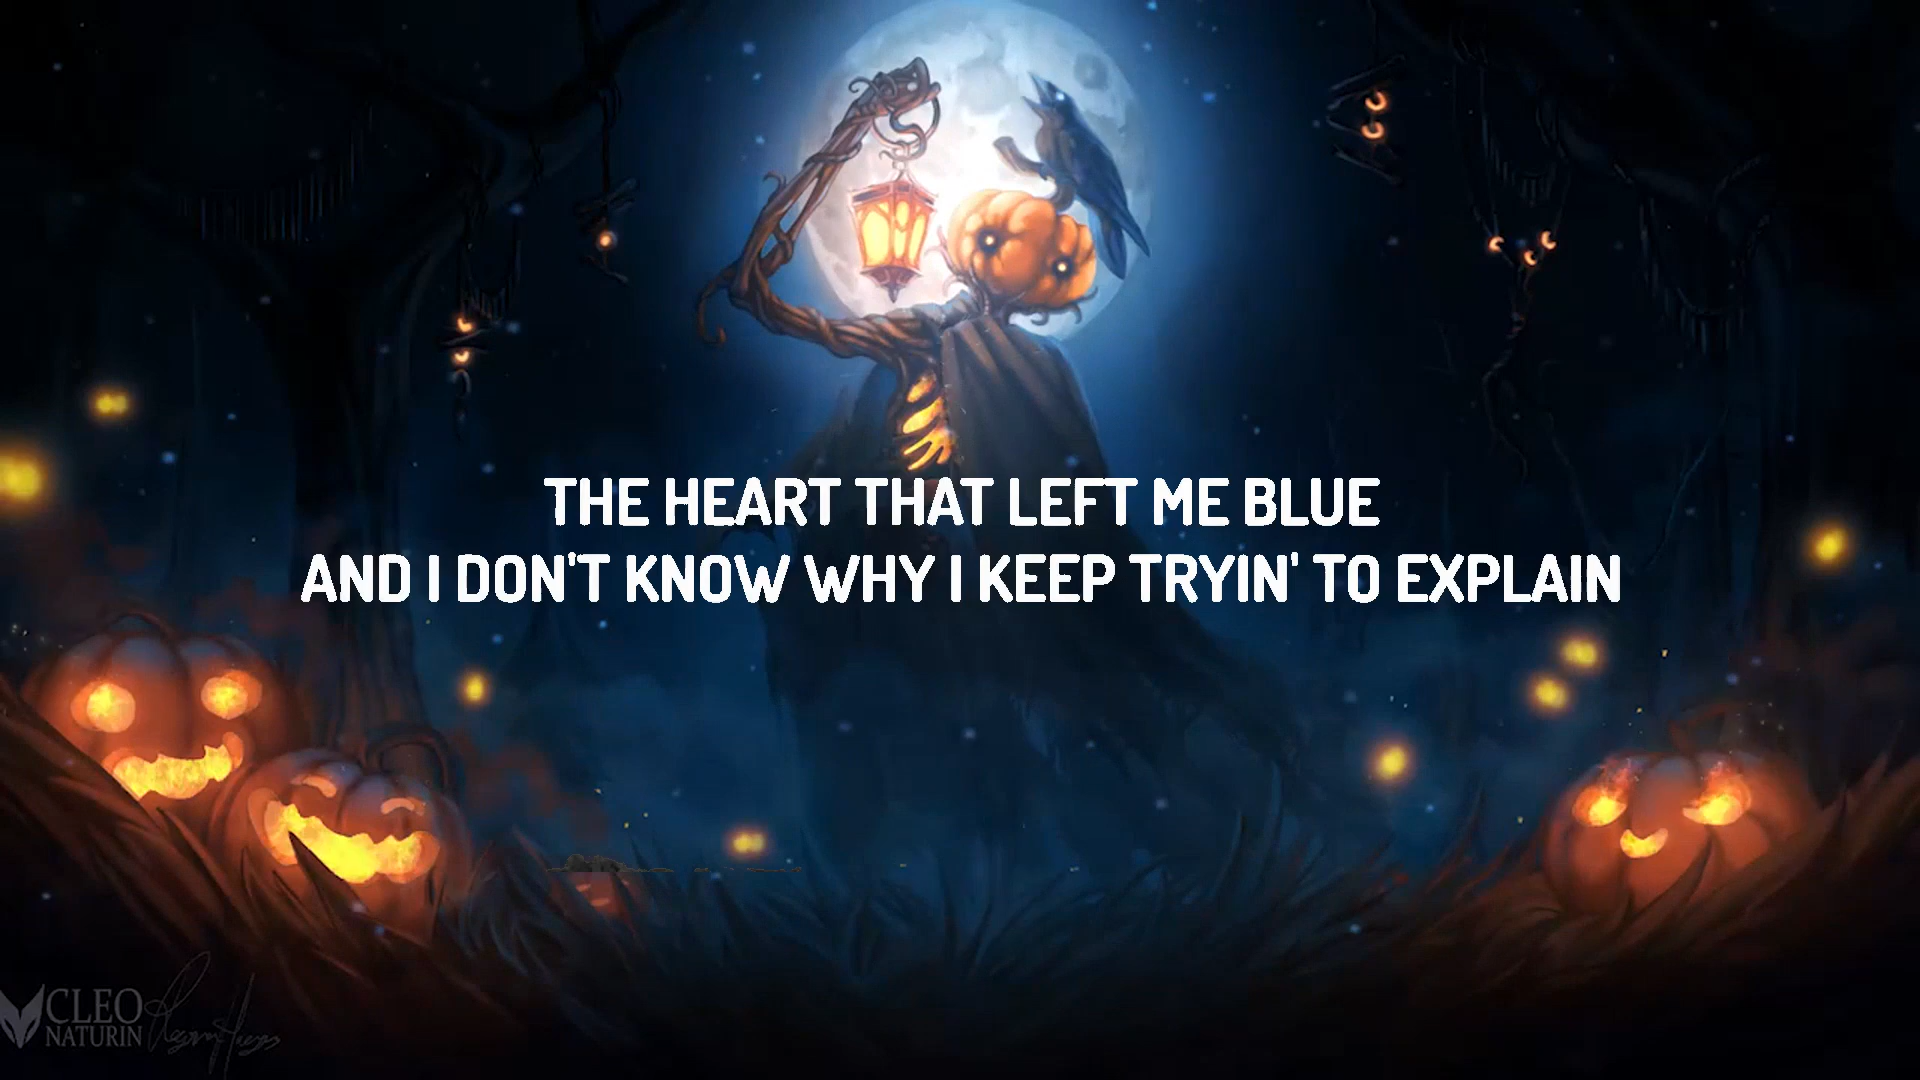 THE HEART THAT LEFT ME BLUE
AND I DON'T KNOW WHY I KEEP TRYIN' TO EXPLAIN
CLEO
NATURIN